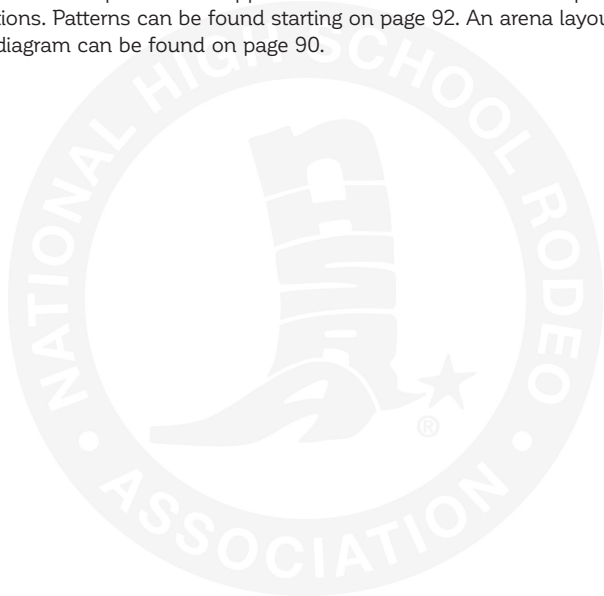 tions. Patterns can be found starting on page 92. An arena layou
diagram can be found on page 90.
NATIONAL HIGH SCHOOL RODEO
ASSOCIATION
®